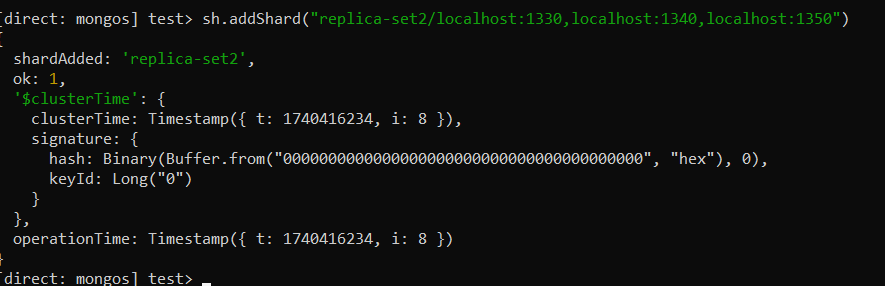 [direct: mongos] test> sh.addShard("replica-set2/localhost:1330,localhost:1340,localhost:1350")
{
  shardAdded: 'replica-set2',
  ok: 1,
  '$clusterTime': {
    clusterTime: Timestamp({ t: 1740416234, i: 8 }),
    signature: {
      hash: Binary(Buffer.from("0000000000000000000000000000000000000000", "hex"), 0),
      keyId: Long("0")
    }
  },
  operationTime: Timestamp({ t: 1740416234, i: 8 })
}
[direct: mongos] test>